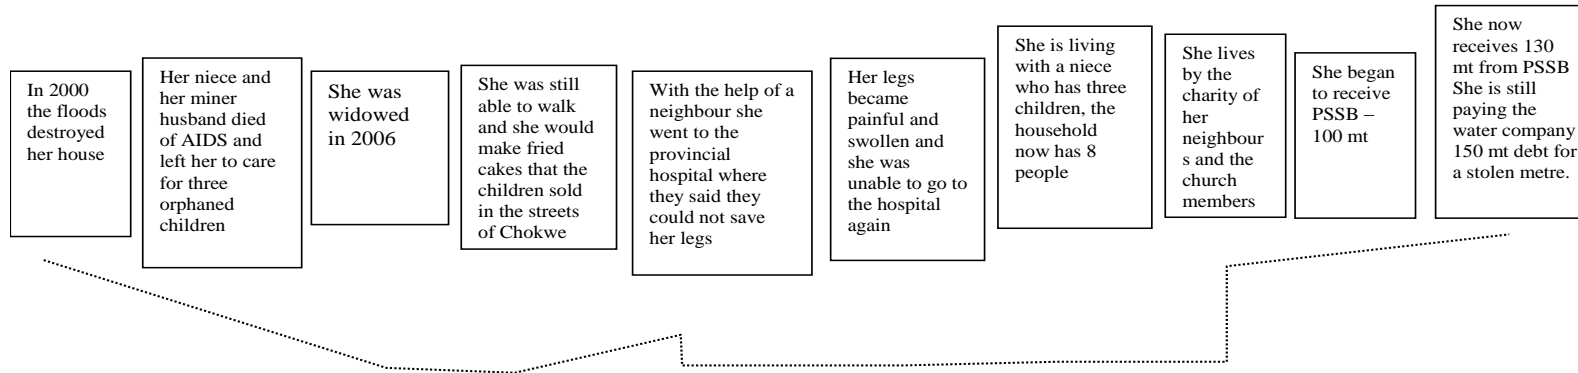 In 2000
the floods
destroyed
her house
Her niece and
her miner
husband died
of AIDS and
left her to care
for three
orphaned
children
She was
widowed
in 2006
She was still
able to walk
and she would
make fried
cakes that the
children sold
in the streets
of Chokwe
With the help of a
neighbour she
went to the
provincial
hospital where
they said they
could not save
her legs
Her legs
became
painful and
swollen and
she was
unable to go to
the hospital
again
She is living
with a niece
who has three
children, the
household
now has 8
people
She lives
by the
charity of
her
neighbour
s and the
church
members
She began
to receive
PSSB –
100 mt
She now
receives 130
mt from PSSB
She is still
paying the
water company
150 mt debt for
a stolen metre.